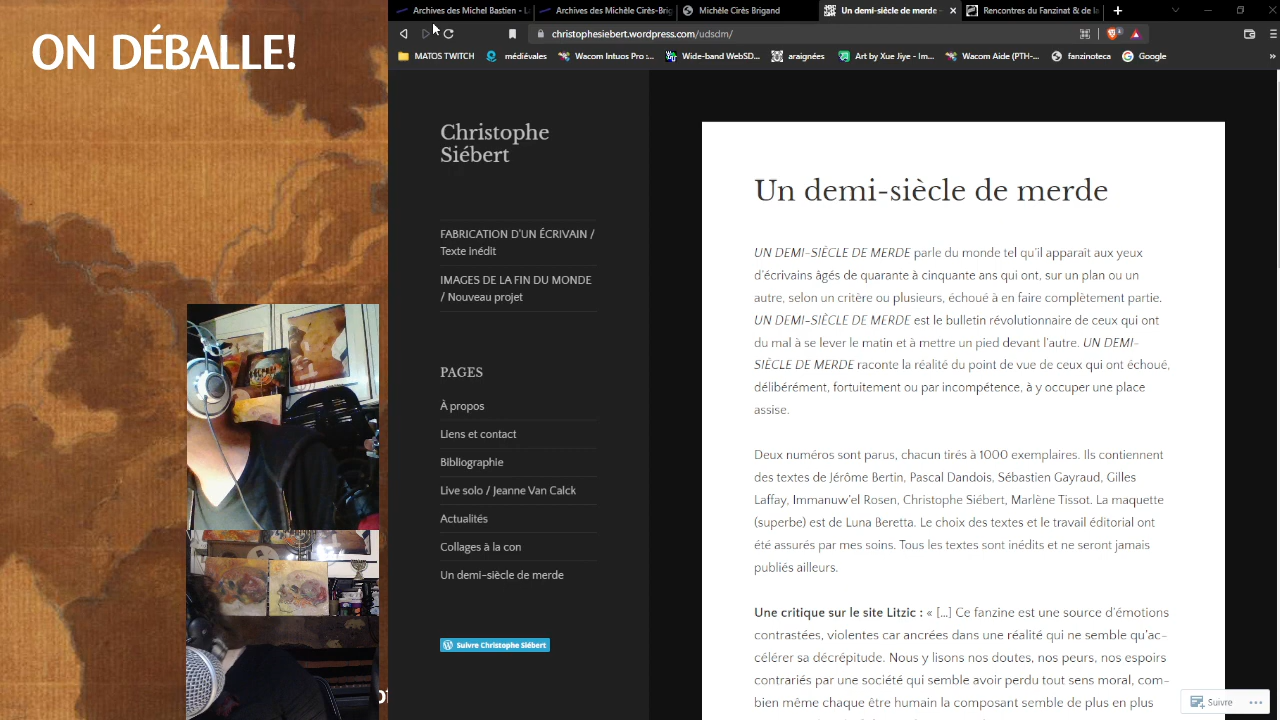 ON DÉBALLE!
Archives des Michel Bastien - L
Archives des Michèle Cirès-Brig
Michèle Cirès Brigand
Un demi-siècle de merde -
Rencontres du Fanzinat & de le
christophesiebert.wordpress.com/udsdm/
MATOS TWITCH
médiévales
Wacom Intuos Pro :...
Wide-band WebSD...
araignées
Art by Xue Jiye - Im...
Wacom Aide (PTH-...
fanzinoteca
Google
Christophe
Siébert
FABRICATION D'UN ÉCRIVAIN /
Texte inédit
IMAGES DE LA FIN DU MONDE
/ Nouveau projet
PAGES
À propos
Liens et contact
Bibliographie
Live solo / Jeanne Van Calck
Actualités
Collages à la con
Un demi-siècle de merde
Suivre Christophe Siébert
Un demi-siècle de merde
UN DEMI-SIÈCLE DE MERDE parle du monde tel qu'il apparaît aux yeux
d'écrivains âgés de quarante à cinquante ans qui ont, sur un plan ou un
autre, selon un critère ou plusieurs, échoué à en faire complètement partie.
UN DEMI-SIÈCLE DE MERDE est le bulletin révolutionnaire de ceux qui ont
du mal à se lever le matin et à mettre un pied devant l'autre. UN DEMI-
SIÈCLE DE MERDE raconte la réalité du point de vue de ceux qui ont échoué,
délibérément, fortuitement ou par incompétence, à y occuper une place
assise.
Deux numéros sont parus, chacun tirés à 1000 exemplaires. Ils contiennent
des textes de Jérôme Bertin, Pascal Dandois, Sébastien Gayraud, Gilles
Laffay, Immanuw'el Rosen, Christophe Siébert, Marlène Tissot. La maquette
(superbe) est de Luna Beretta. Le choix des textes et le travail éditorial ont
été assurés par mes soins. Tous les textes sont inédits et ne seront jamais
publiés ailleurs.
Une critique sur le site Litzic : « [...] Ce fanzine est une source d'émotions
contrastées, violentes car ancrées dans une réalité qui ne semble qu'ac-
célérer sa décrépitude. Nous y lisons nos doutes, nos peurs, nos espoirs
contrariés par une société qui semble avoir perdu tout sens moral, com-
bien même chaque être humain la composant semble de plus en plus
Suivre